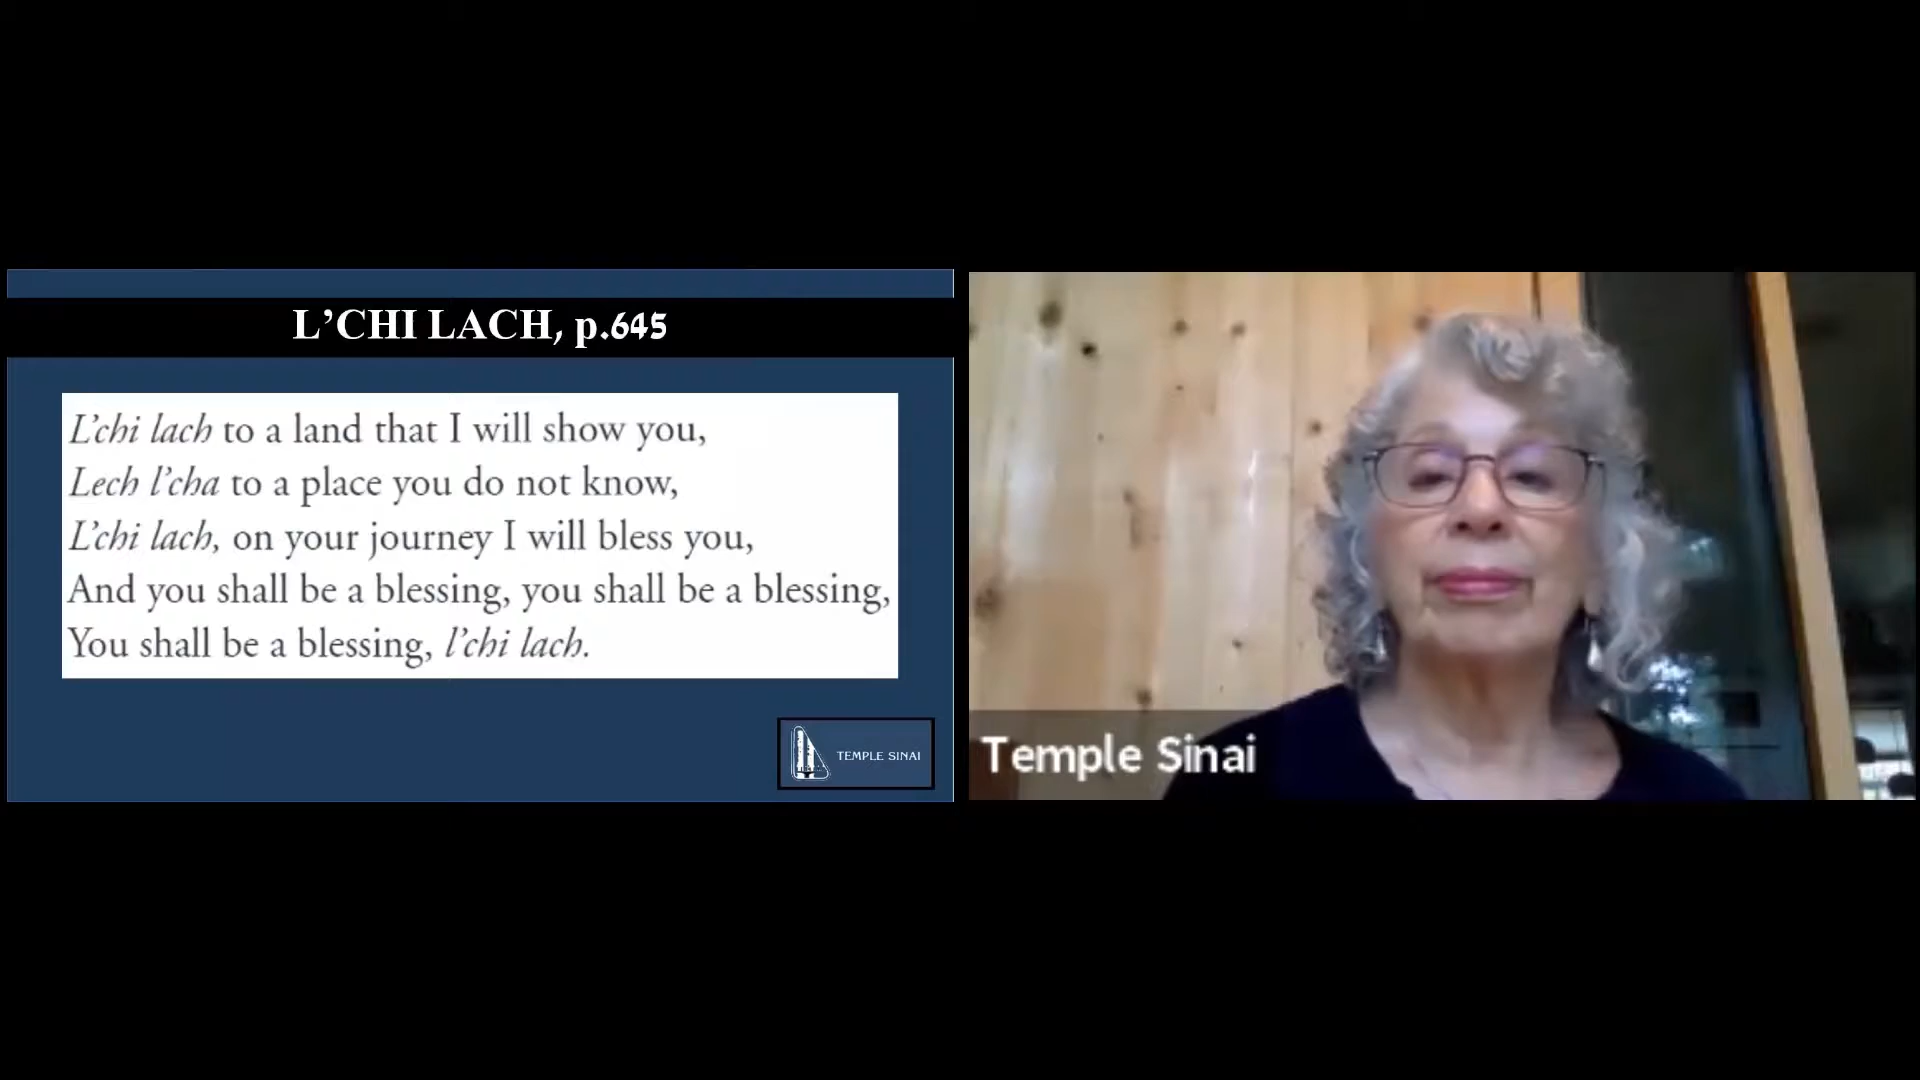 L’CHI LACH, p.645
L’chi lach to a land that I will show you,
Lech l’cha to a place you do not know,
L’chi lach, on your journey I will bless you,
And you shall be a blessing, you shall be a blessing,
You shall be a blessing, l’chi lach.
TEMPLE SINAI
Temple Sinai